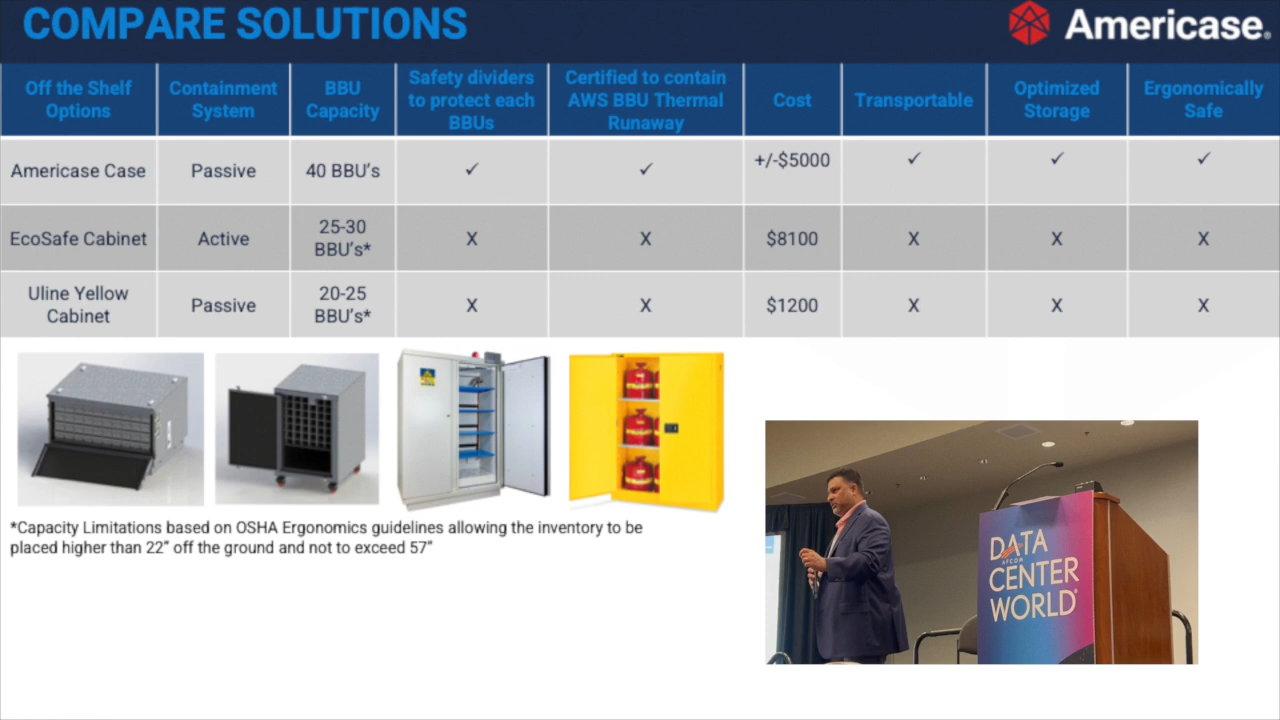 COMPARE SOLUTIONS
Americase®
Off the Shelf Options
Containment System
BBU Capacity
Safety dividers to protect each BBUs
Certified to contain AWS BBU Thermal Runaway
Cost
Transportable
Optimized Storage
Ergonomically Safe
Americase Case
Passive
40 BBU's
✓
✓
+/-$5000
✓
✓
✓
EcoSafe Cabinet
Active
25-30 BBU's*
X
X
$8100
X
X
X
Uline Yellow Cabinet
Passive
20-25 BBU's*
X
X
$1200
X
X
X
*Capacity Limitations based on OSHA Ergonomics guidelines allowing the inventory to be
placed higher than 22” off the ground and not to exceed 57”
DATA
AFCOM
CENTER
WORLD